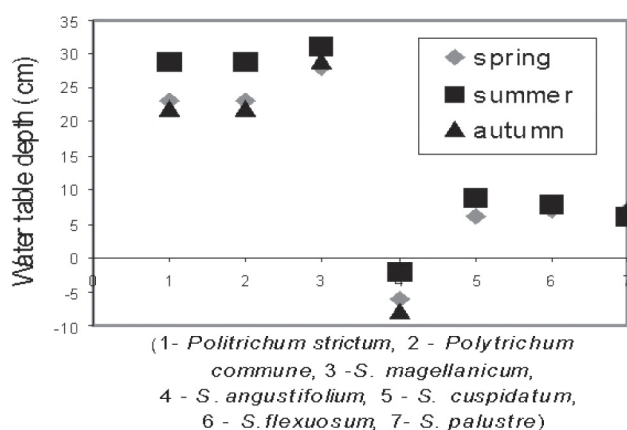 35
30
25
20
15
10
5
0
-5
-10
Water table depth (cm)
spring
summer
autumn
0 1 2 3 4 5 6 7
(1- Politrichum strictum, 2 - Polytrichum
commune, 3 -S. magellanicum,
4 - S. angustifolium, 5 - S. cuspidatum,
6 - S.flexuosum, 7- S. palustre)